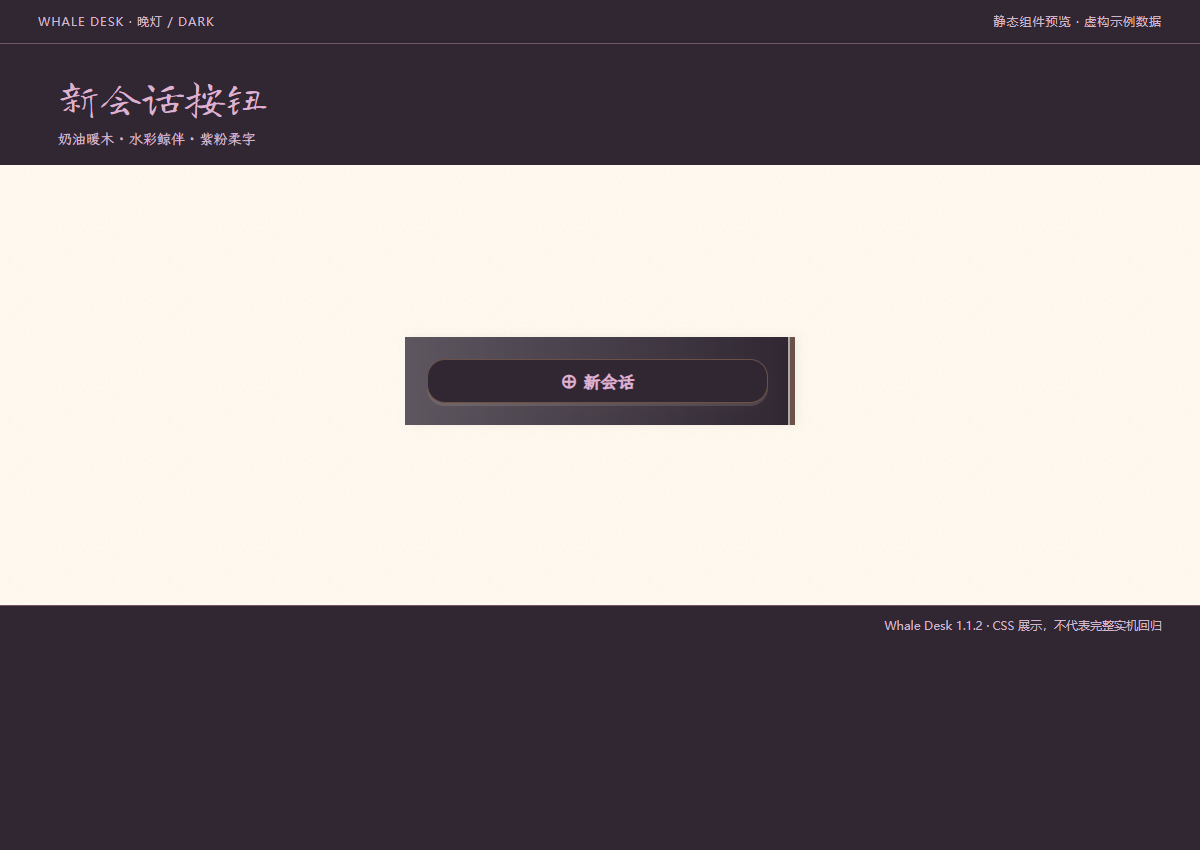 WHALE DESK · 晚灯 / DARK
静态组件预览 · 虚构示例数据
新会话按钮
奶油暖木 · 水彩鲸伴 · 紫粉柔字
⊕ 新会话
Whale Desk 1.1.2 · CSS 展示，不代表完整实机回归